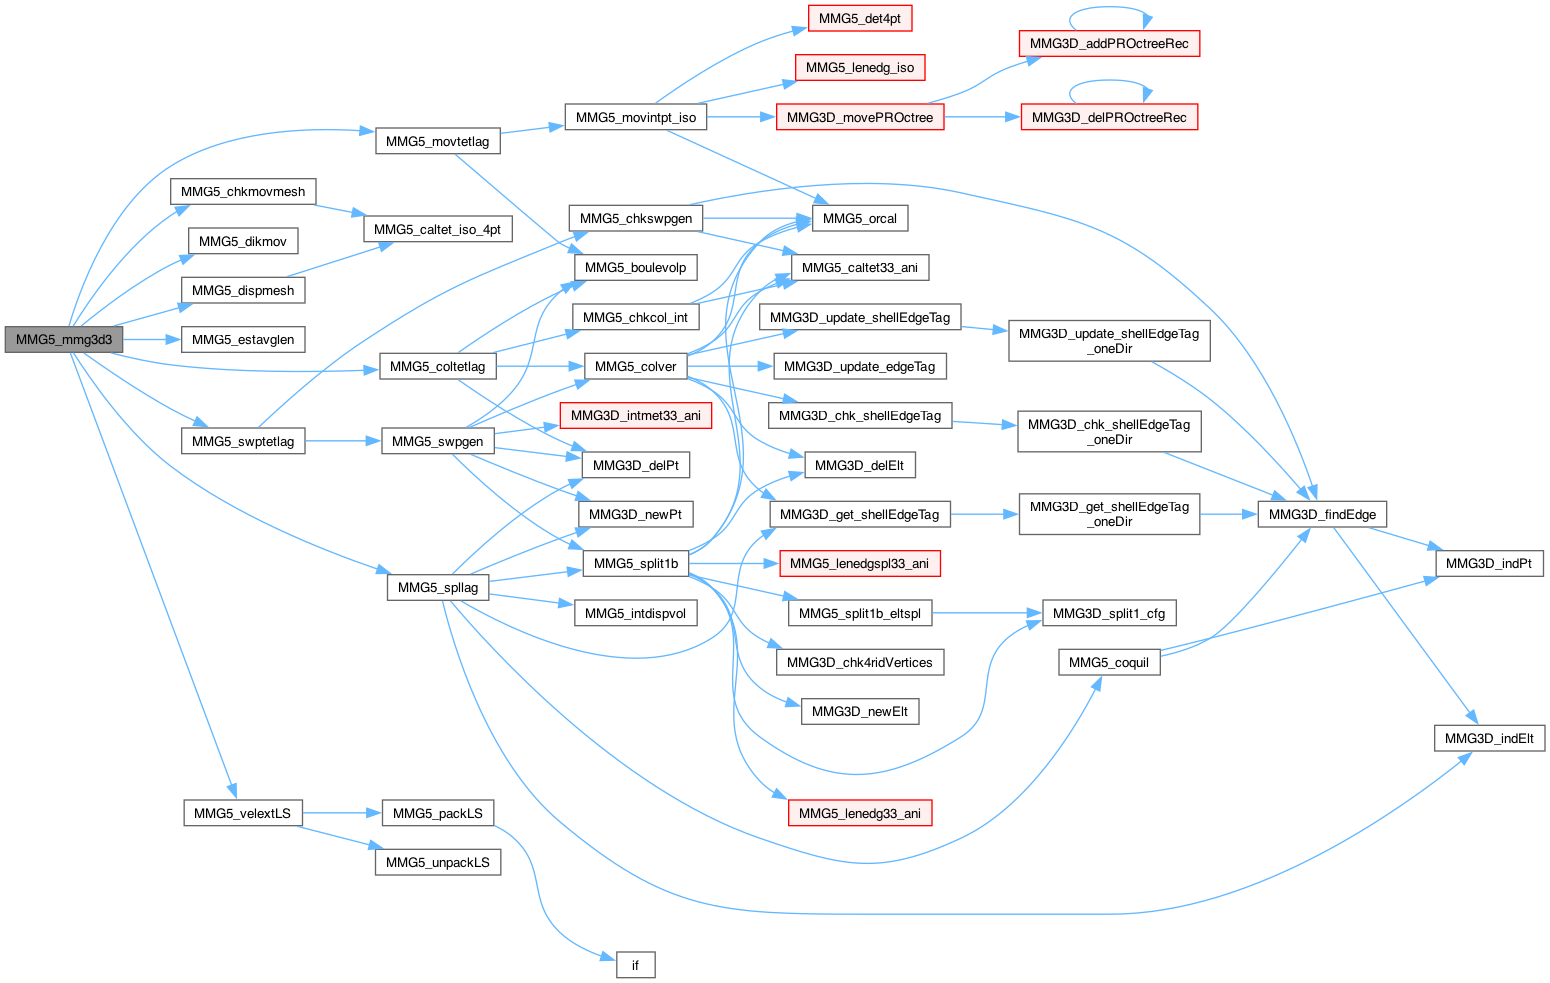 MMG5_det4pt
MMG3D_addPROctreeRec
MMG5_lenedg_iso
MMG5_movintpt_iso
MMG3D_movePROctree
MMG3D_delPROctreeRec
MMG5_movtetlag
MMG5_chkmovmesh
MMG5_chkswpgen
MMG5_orcal
MMG5_caltet_iso_4pt
MMG5_dikmov
MMG5_boulevolp
MMG5_caltet33_ani
MMG5_dispmesh
MMG5_chkcol_int
MMG3D_update_shellEdgeTag
MMG3D_update_shellEdgeTag
_oneDir
MMG5_mmg3d3
MMG5_estavglen
MMG5_coltetlag
MMG5_colver
MMG3D_update_edgeTag
MMG3D_intmet33_ani
MMG3D_chk_shellEdgeTag
MMG3D_chk_shellEdgeTag
_oneDir
MMG5_swptetlag
MMG5_swpgen
MMG3D_delPt
MMG3D_delElt
MMG3D_newPt
MMG3D_get_shellEdgeTag
MMG3D_get_shellEdgeTag
_oneDir
MMG3D_findEdge
MMG5_split1b
MMG5_lenedgspl33_ani
MMG3D_indPt
MMG5_spllag
MMG5_intdispvol
MMG5_split1b_eltspl
MMG3D_split1_cfg
MMG3D_chk4ridVertices
MMG5_coquil
MMG3D_newElt
MMG3D_indElt
MMG5_velextLS
MMG5_packLS
MMG5_lenedg33_ani
MMG5_unpackLS
if